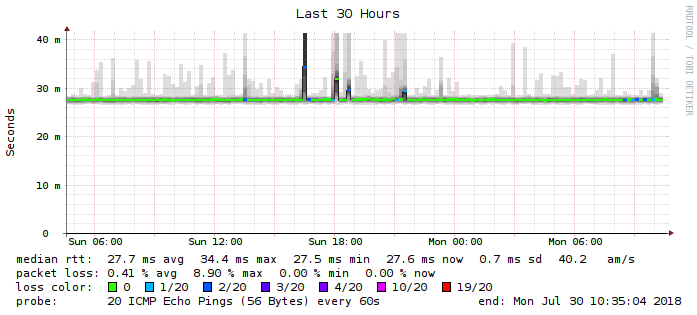 Last 30 Hours
RRDTOOL / TOBI OETIKER
Seconds
40 m
30 m
20 m
10 m
0
Sun 06:00 Sun 12:00 Sun 18:00 Mon 00:00 Mon 06:00
median rtt: 27.7 ms avg 34.4 ms max 27.5 ms min 27.6 ms now 0.7 ms sd 40.2 am/s
packet loss: 0.41 % avg 8.90 % max 0.00 % min 0.00 % now
loss color: 0 1/20 2/20 3/20 4/20 10/20 19/20
probe: 20 ICMP Echo Pings (56 Bytes) every 60s end: Mon Jul 30 10:35:04 2018